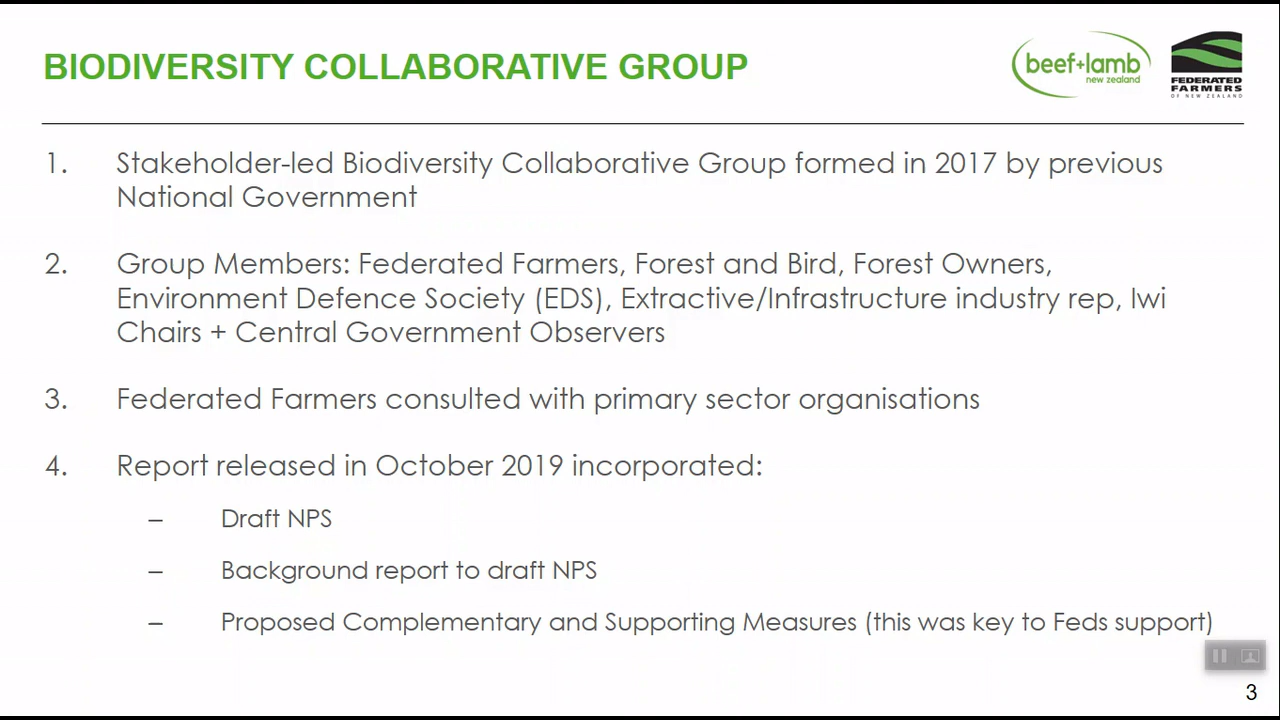 BIODIVERSITY COLLABORATIVE GROUP
beef+lamb
new zealand
FEDERATED
FARMERS
OF NEW ZEALAND
1. Stakeholder-led Biodiversity Collaborative Group formed in 2017 by previous
National Government
2. Group Members: Federated Farmers, Forest and Bird, Forest Owners,
Environment Defence Society (EDS), Extractive/Infrastructure industry rep, Iwi
Chairs + Central Government Observers
3. Federated Farmers consulted with primary sector organisations
4. Report released in October 2019 incorporated:
– Draft NPS
– Background report to draft NPS
– Proposed Complementary and Supporting Measures (this was key to Feds support)
3